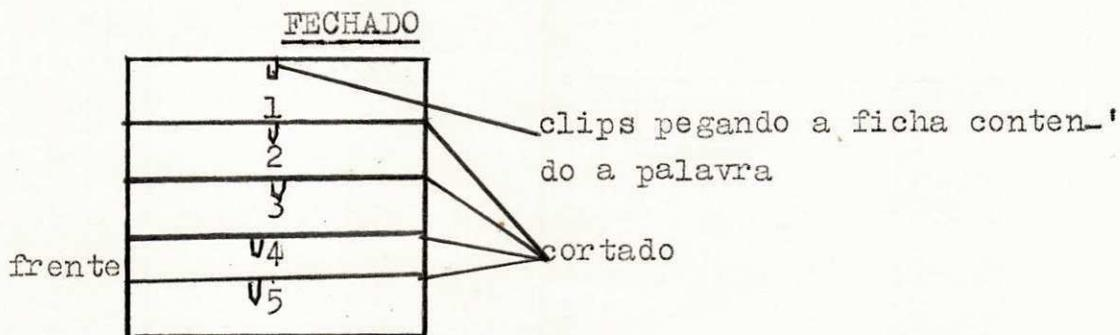 FECHADO
1
clips pegando a ficha conten-'
2
do a palavra
3
4
cortado
frente
5